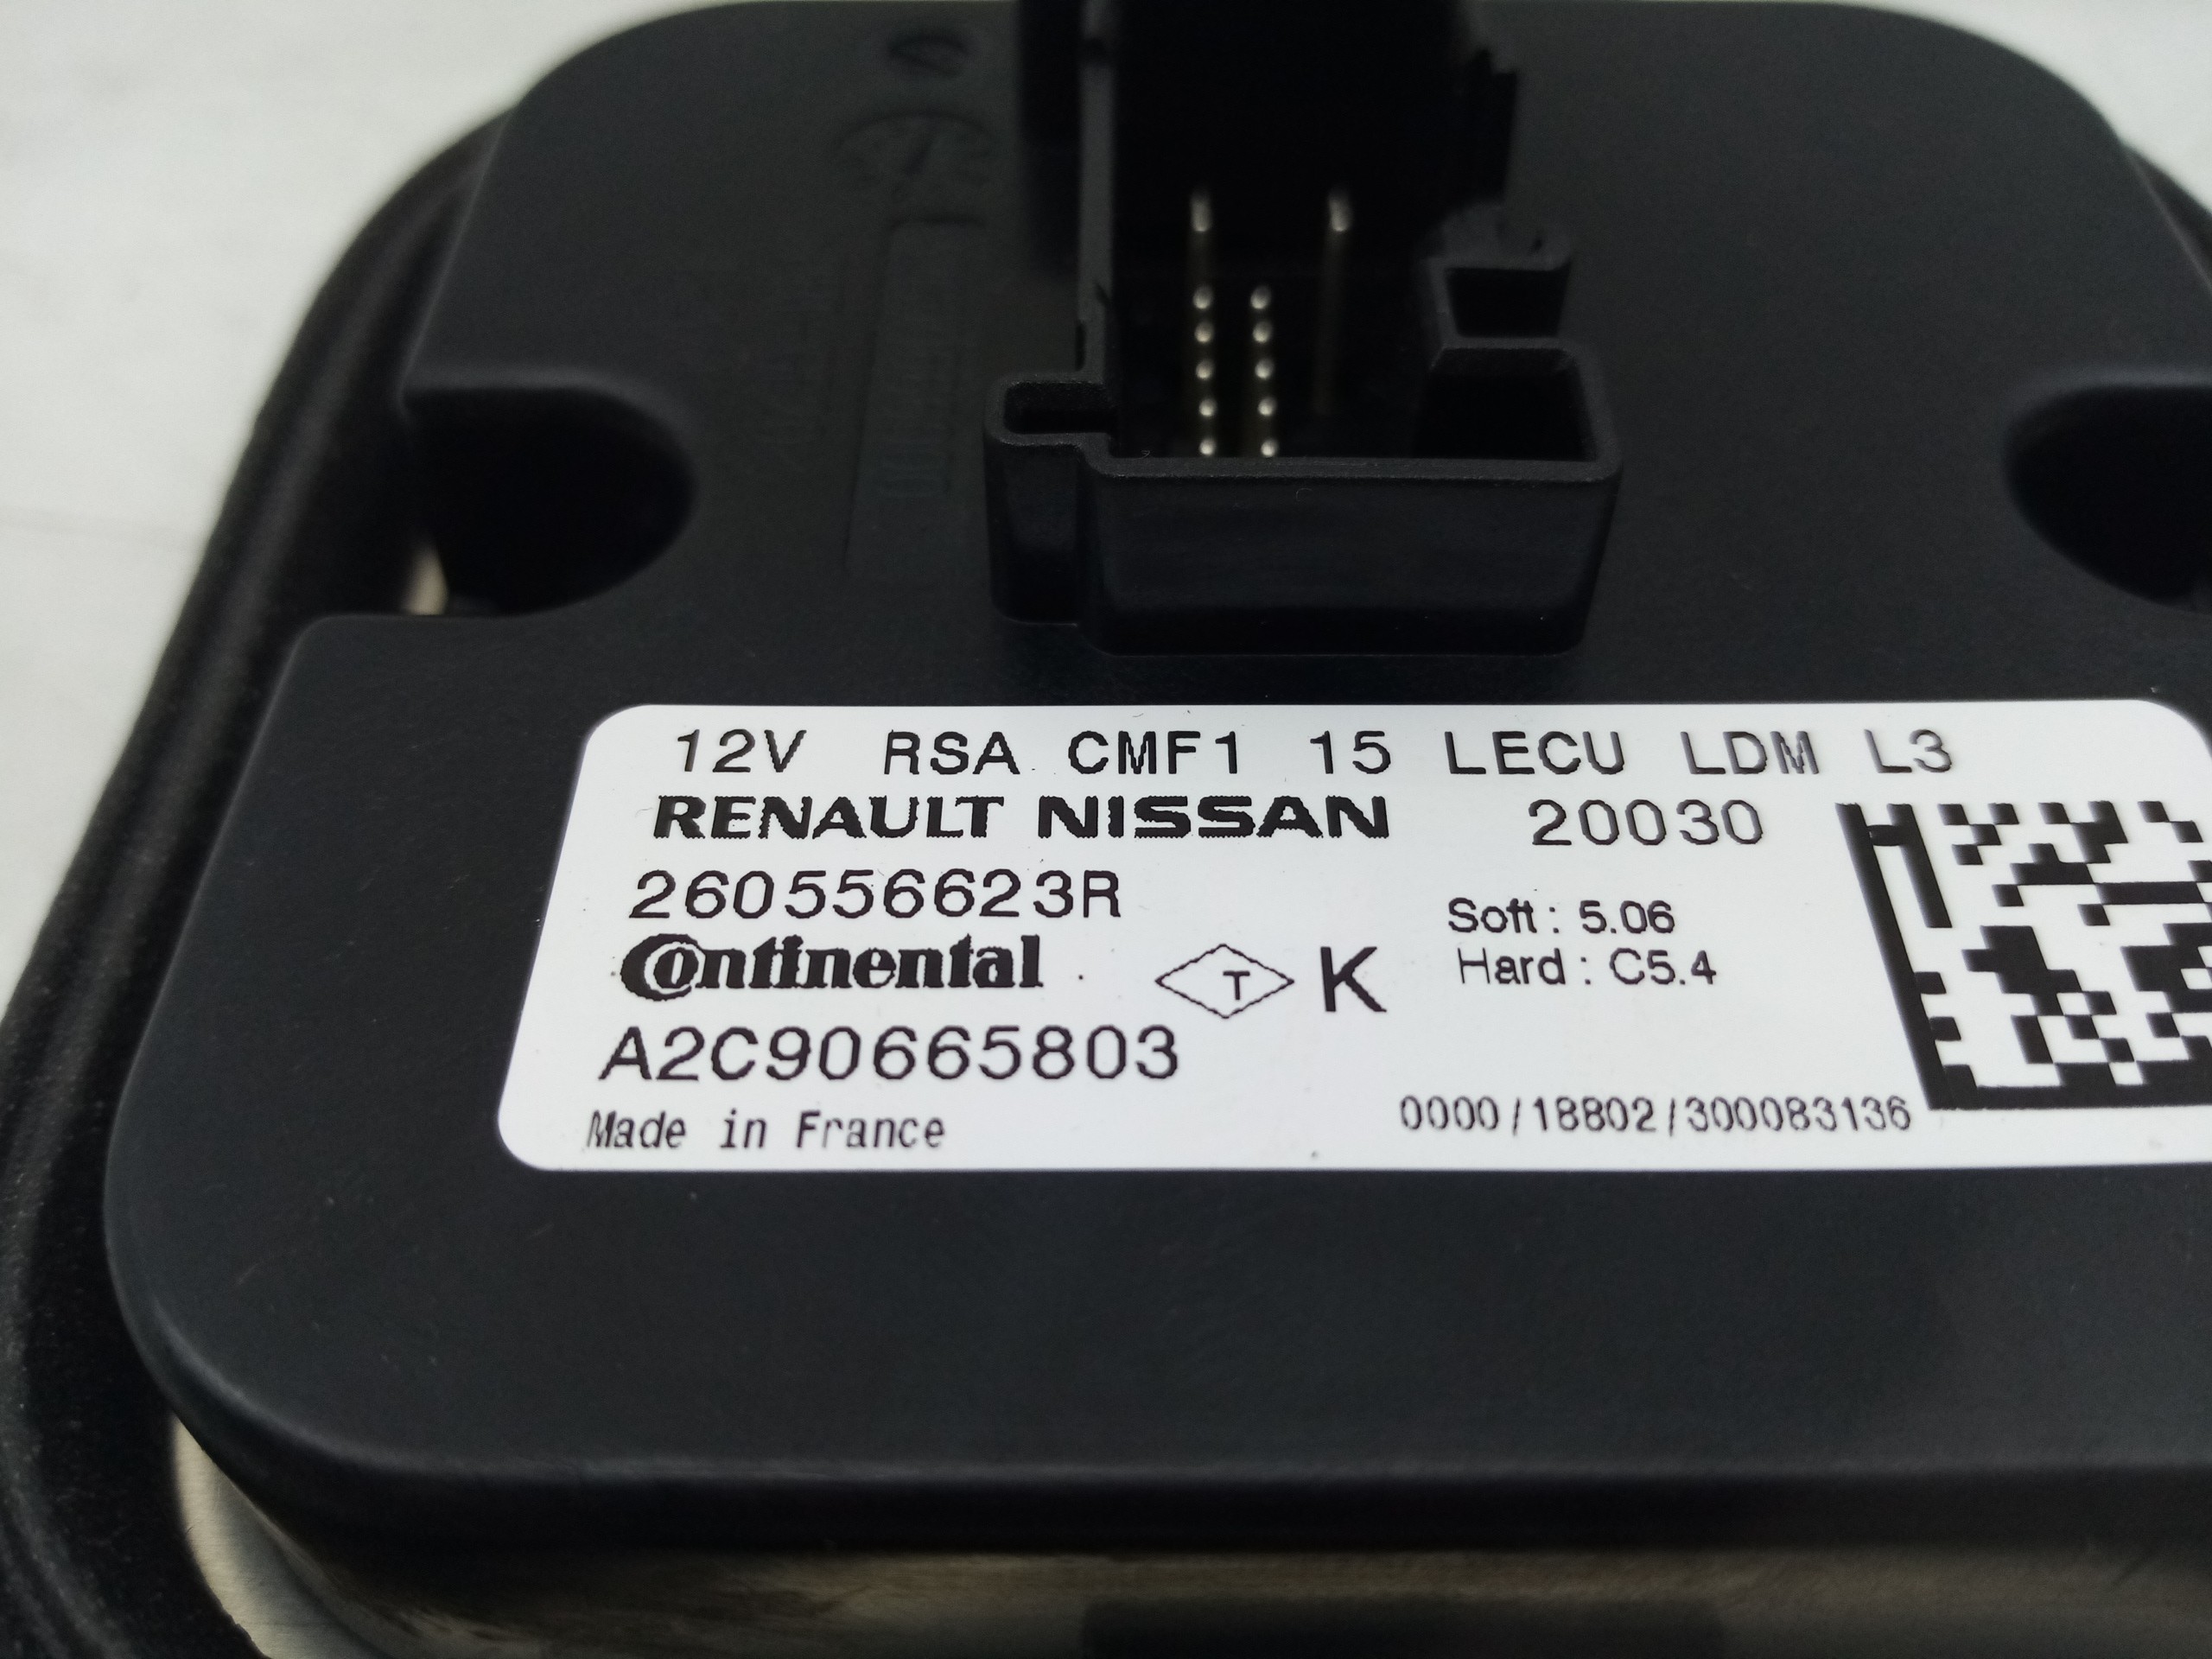 12V RSA CMF1 15 LECU LDM L3
RENAULT NISSAN 20030
260556623R
Soft : 5.06
Continental T K
Hard : C5.4
A2C90665803
Made in France 0000/18802/300083136